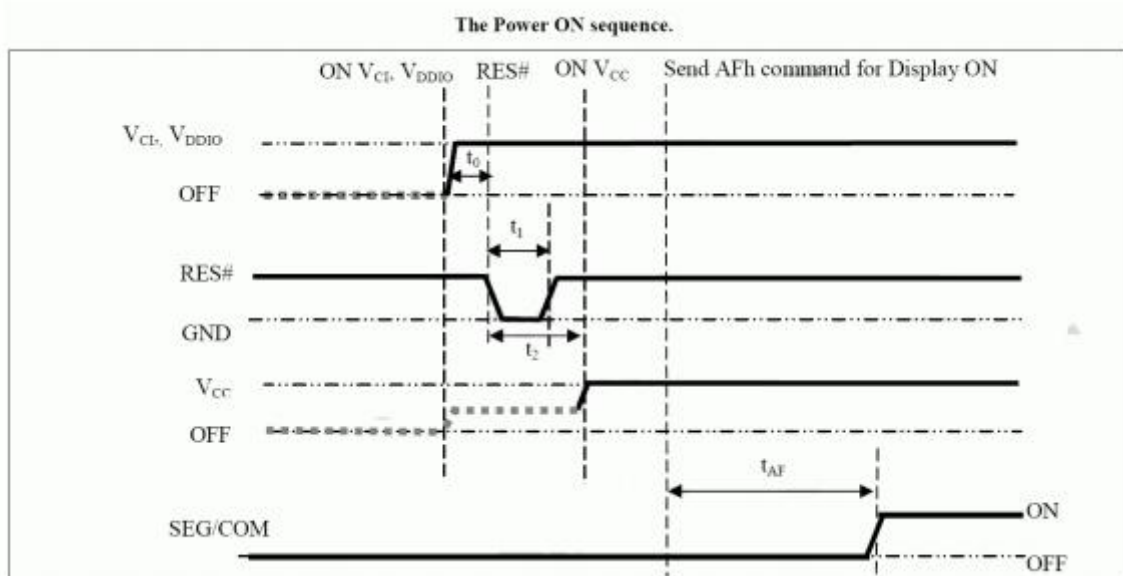 The Power ON sequence.
ON VCI, VDDIO RES# ON VCC Send AFh command for Display ON
VCI,, VDDIO
t0
OFF
t1
RES#
GND
t2
VCC
OFF
tAF
SEG/COM
ON
OFF